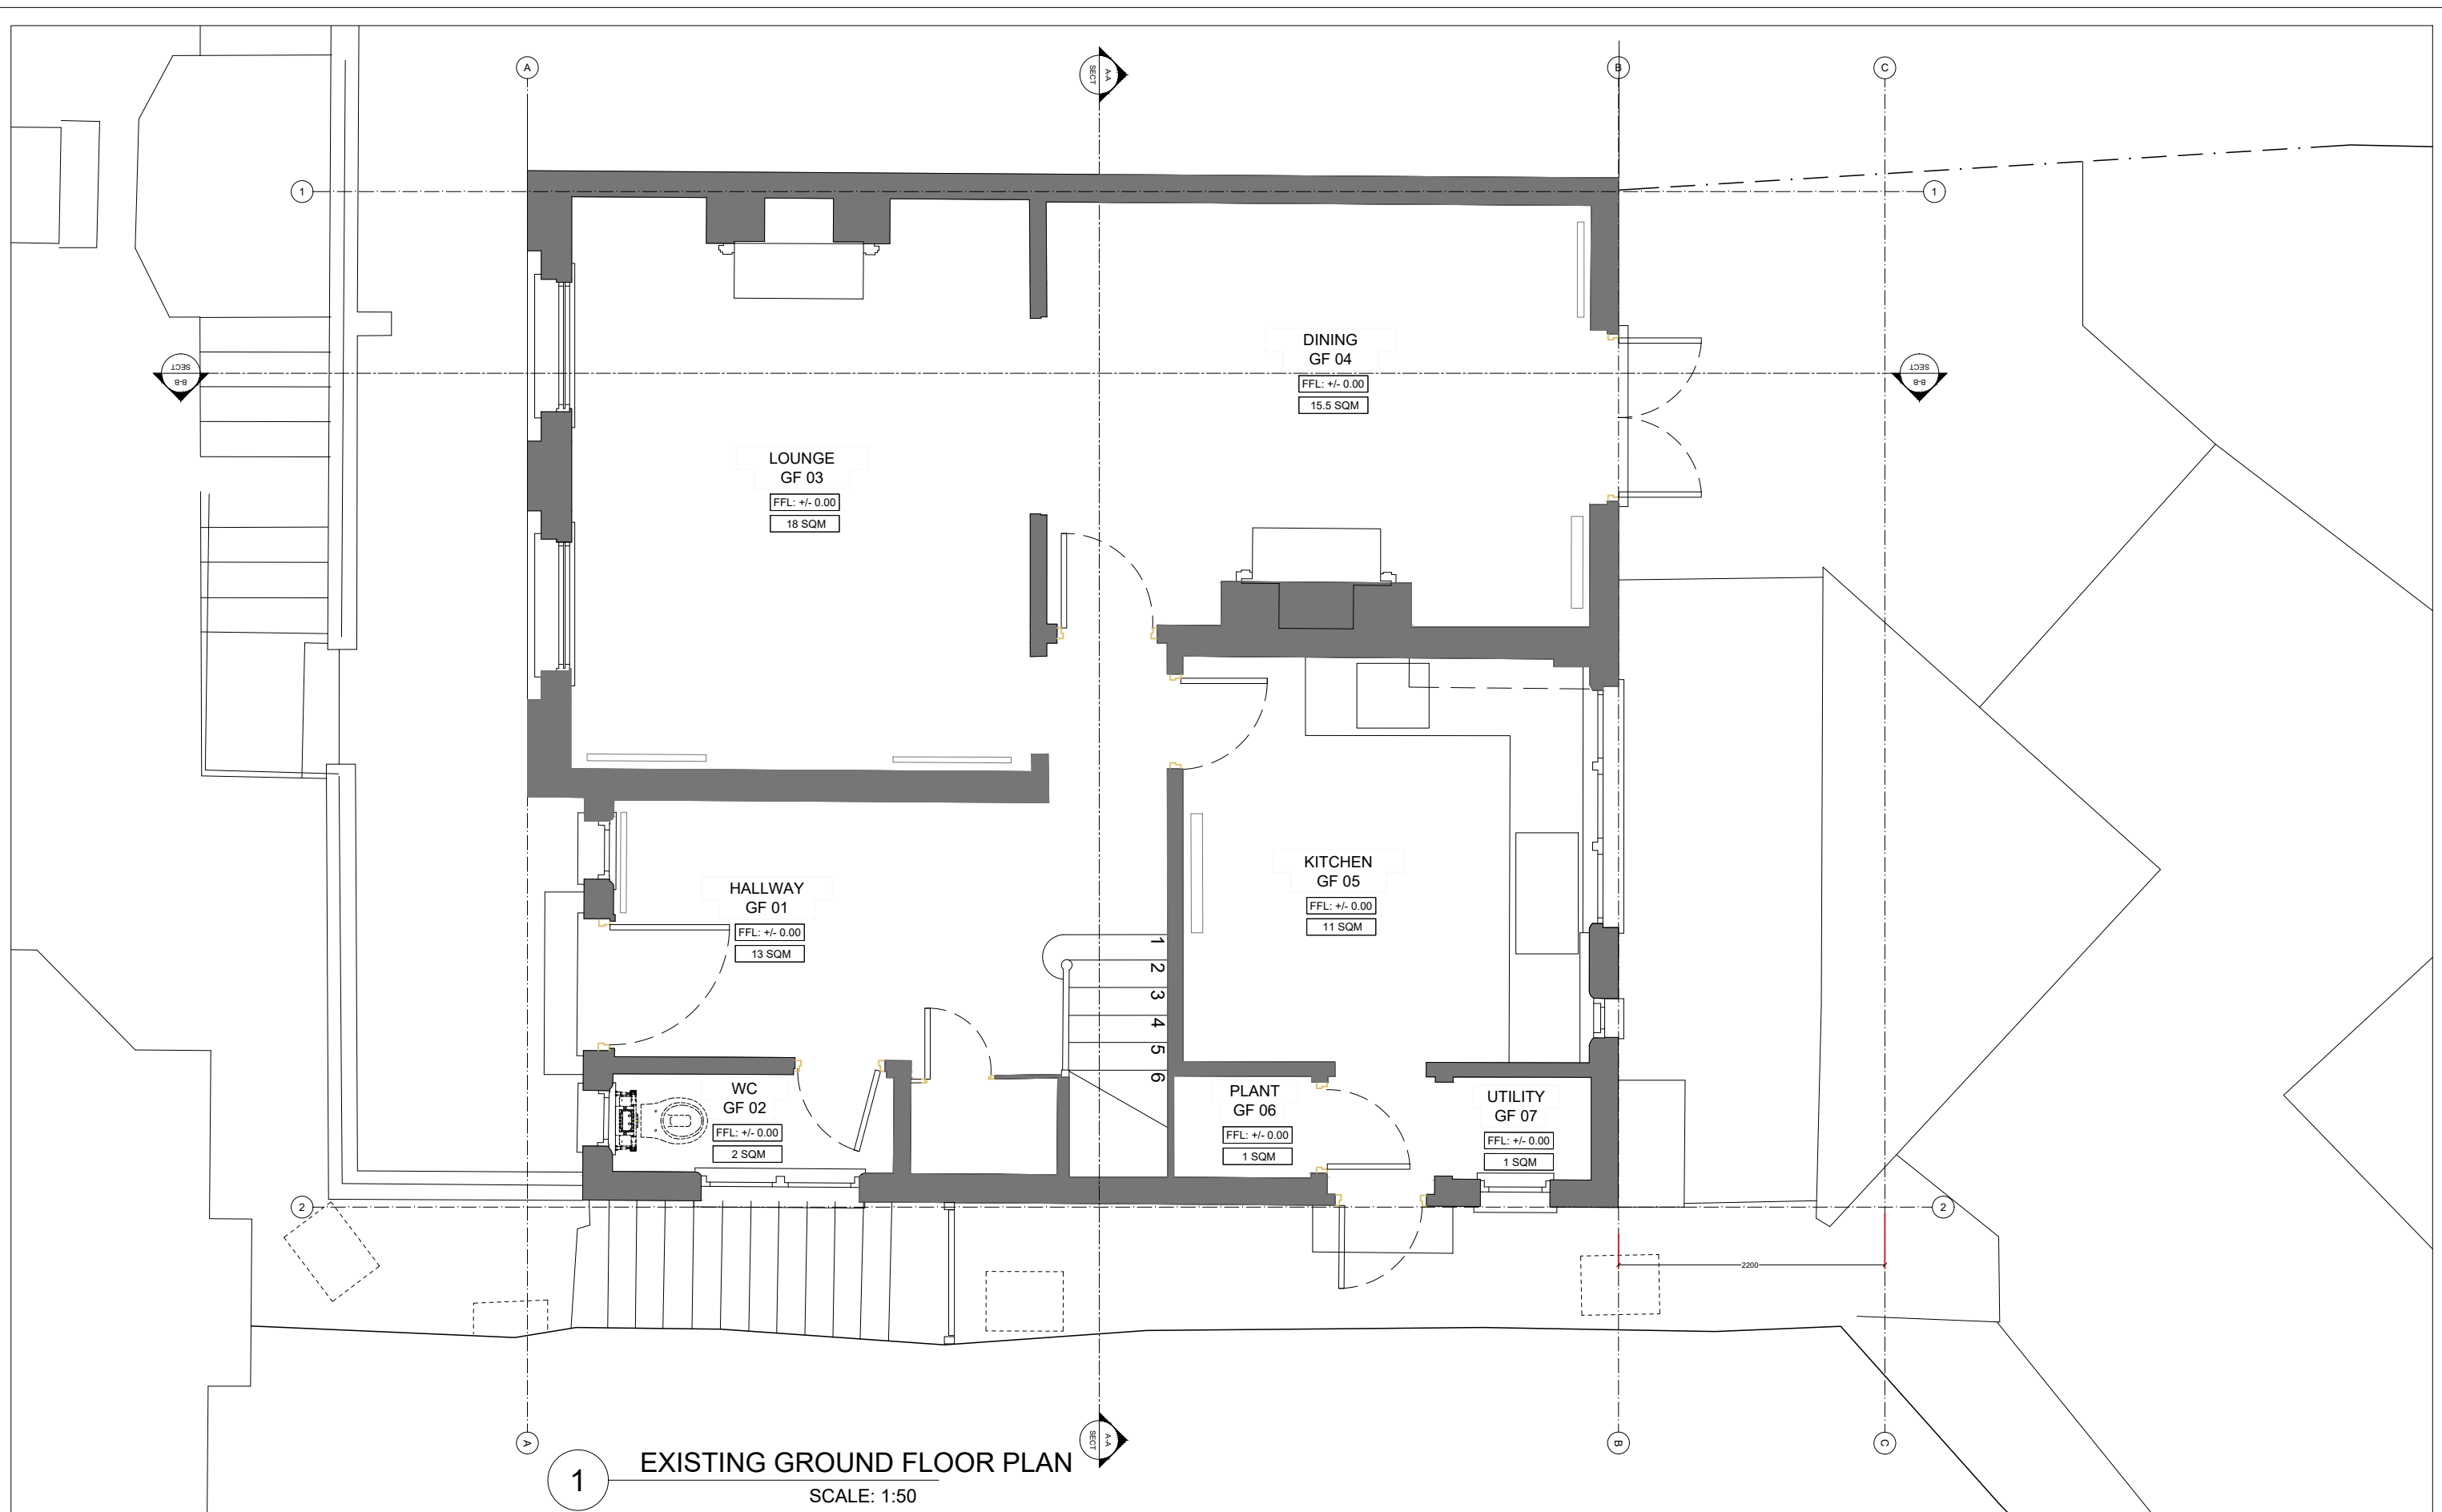 A
SECT
A-A
B
C
1
1
DINING
GF 04
FFL: +/- 0.00
15.5 SQM
SECT
B-B
SECT
B-B
LOUNGE
GF 03
FFL: +/- 0.00
18 SQM
KITCHEN
GF 05
FFL: +/- 0.00
11 SQM
HALLWAY
GF 01
FFL: +/- 0.00
13 SQM
1
2
3
4
5
6
WC
GF 02
FFL: +/- 0.00
2 SQM
PLANT
GF 06
FFL: +/- 0.00
1 SQM
UTILITY
GF 07
FFL: +/- 0.00
1 SQM
2
2
2200
A
SECT
A-A
B
C
1
EXISTING GROUND FLOOR PLAN
SCALE: 1:50